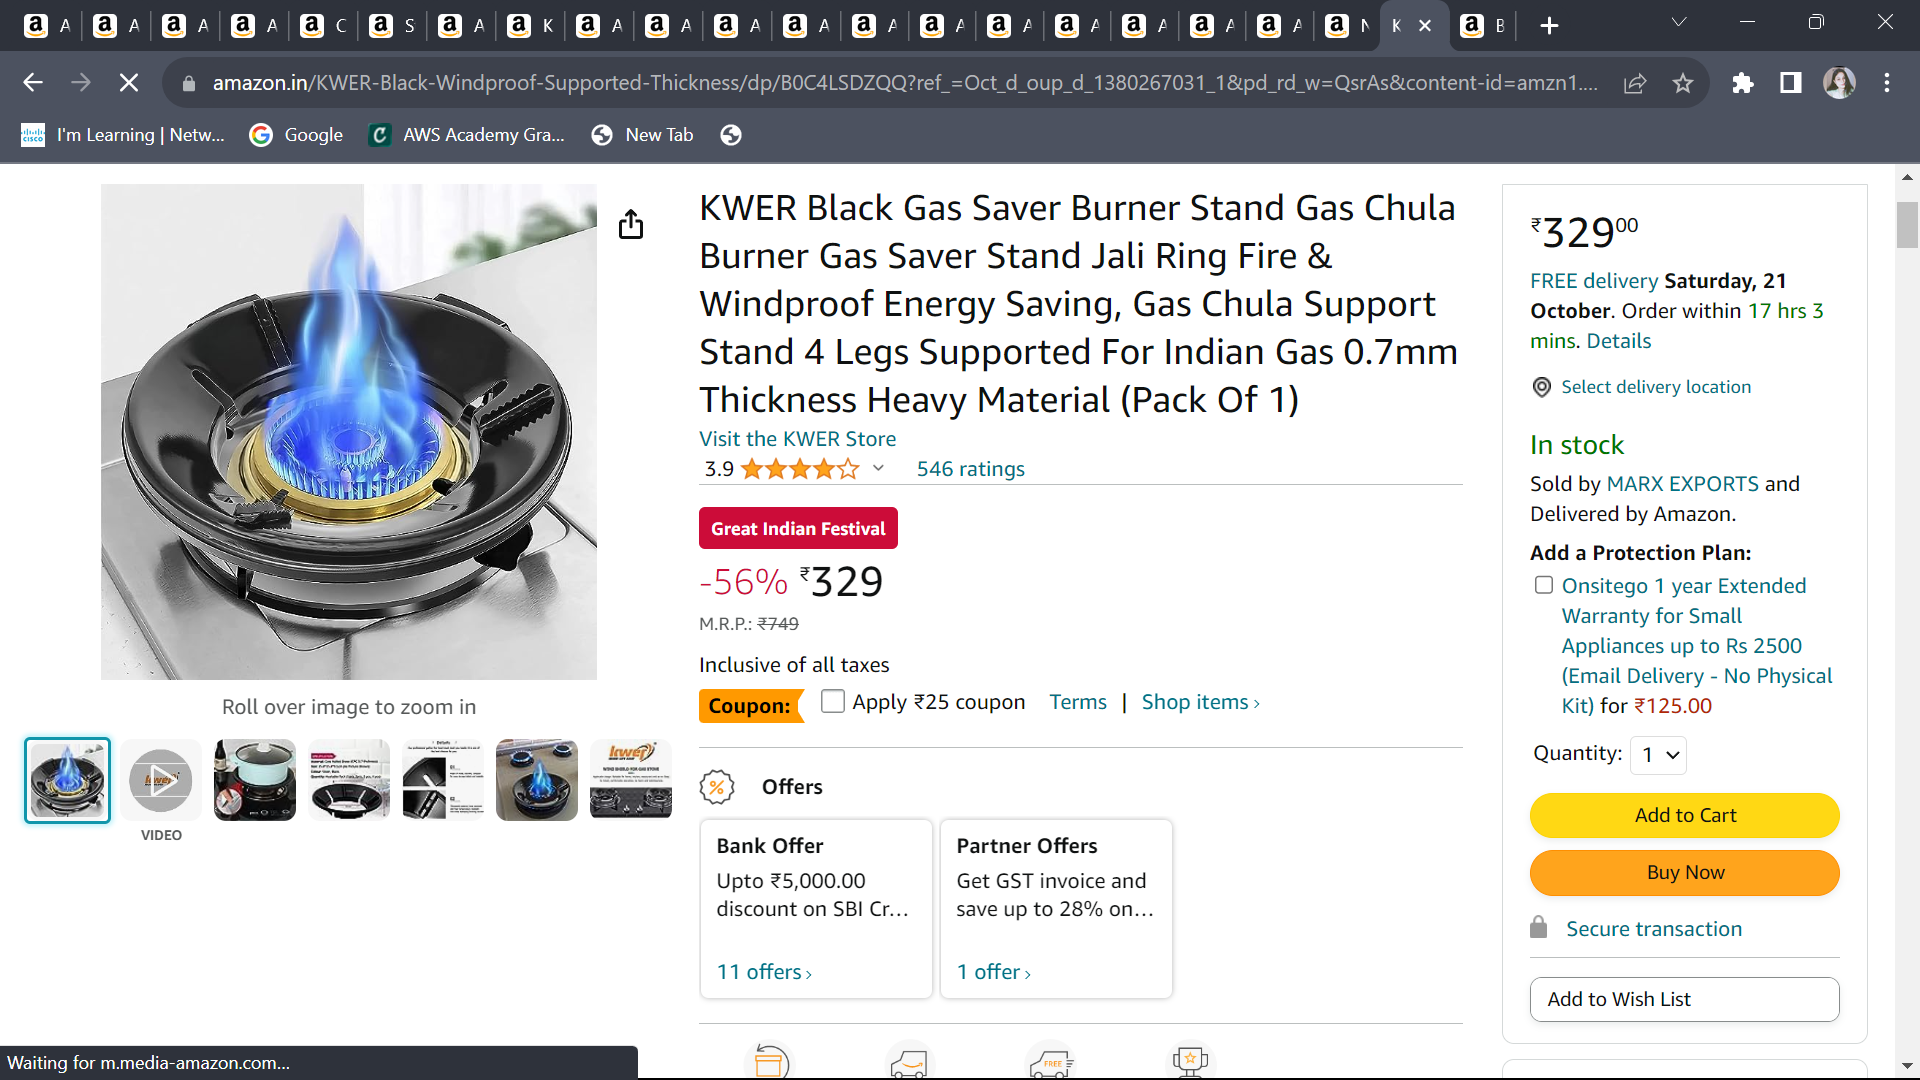 A
A
A
A
C
S
A
K
A
A
A
A
A
A
A
A
A
A
A
N
K
B
amazon.in/KWER-Black-Windproof-Supported-Thickness/dp/B0C4LSDZQQ?ref_=Oct_d_oup_d_1380267031_1&pd_rd_w=QsrAs&content-id=amzn1....
I'm Learning | Netw...
Google
AWS Academy Gra...
New Tab
KWER Black Gas Saver Burner Stand Gas Chula
Burner Gas Saver Stand Jali Ring Fire &
Windproof Energy Saving, Gas Chula Support
Stand 4 Legs Supported For Indian Gas 0.7mm
Thickness Heavy Material (Pack Of 1)
Visit the KWER Store
3.9
546 ratings
Great Indian Festival
-56% ₹329
M.R.P.: ₹749
Inclusive of all taxes
Coupon:
Apply ₹25 coupon Terms | Shop items ›
Offers
Bank Offer
Upto ₹5,000.00
discount on SBI Cr...
11 offers ›
Partner Offers
Get GST invoice and
save up to 28% on...
1 offer ›
FREE
Roll over image to zoom in
VIDEO
kwer
₹32900
FREE delivery Saturday, 21
October. Order within 17 hrs 3
mins. Details
Select delivery location
In stock
Sold by MARX EXPORTS and
Delivered by Amazon.
Add a Protection Plan:
Onsitego 1 year Extended
Warranty for Small
Appliances up to Rs 2500
(Email Delivery - No Physical
Kit) for ₹125.00
Quantity: 1
Add to Cart
Buy Now
Secure transaction
Add to Wish List
Waiting for m.media-amazon.com...